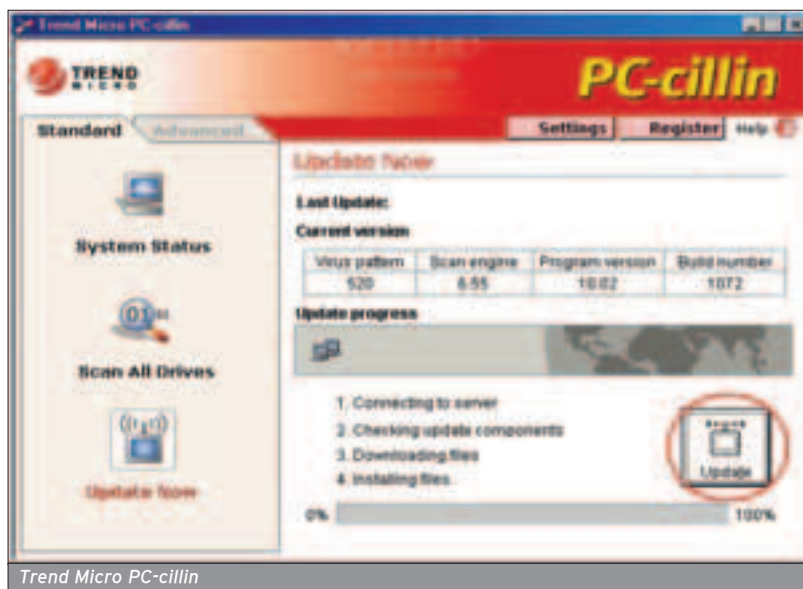 Trend Micro PC-cillin
TREND
MICRO
PC-cillin
Standard
Advanced
Settings
Register
Help
Update Now
Last Update:
Current version
Virus pattern Scan engine Program version Build number
520 6.55 10.02 1072
Update progress
System Status
Scan All Drives
Update Now
1. Connecting to server
2. Checking update components
3. Downloading files
4. Installing files
Update
0% 100%
Trend Micro PC-cillin